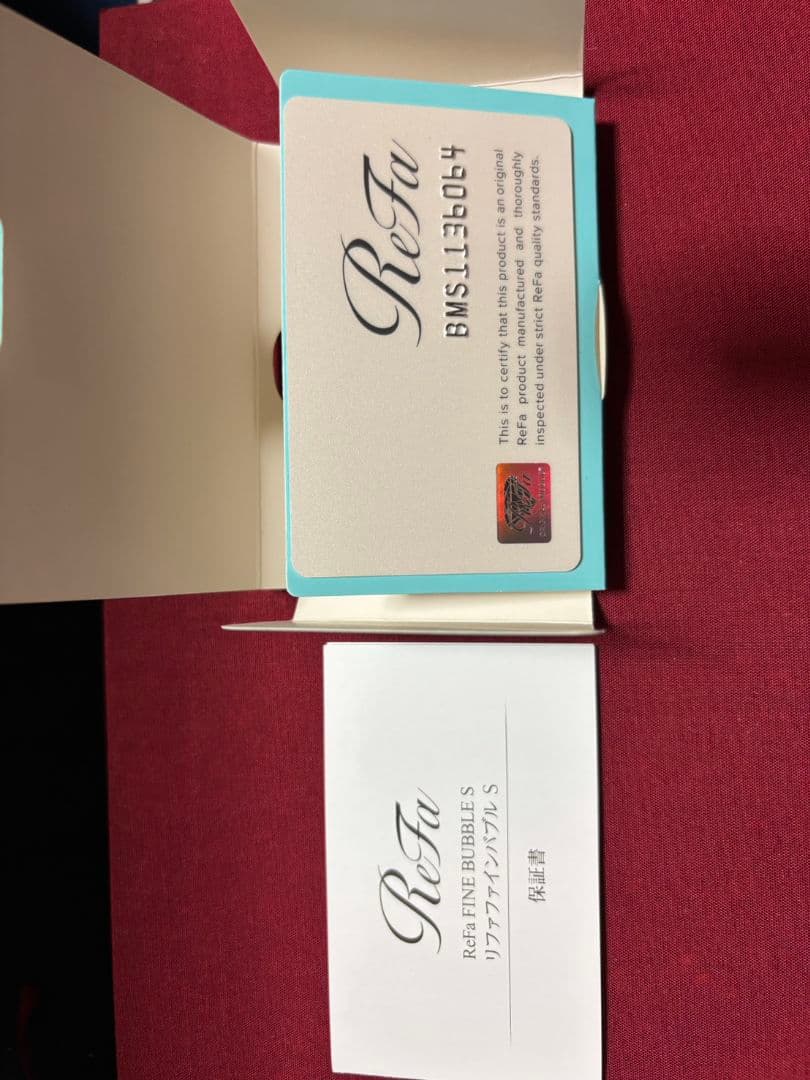 ReFa
BMS1136064
This is to certify that this product is an original
ReFa product manufactured and thoroughly
inspected under strict ReFa quality standards.
ReFa
ReFa FINE BUBBLE S
リファファインバブル S
保証書